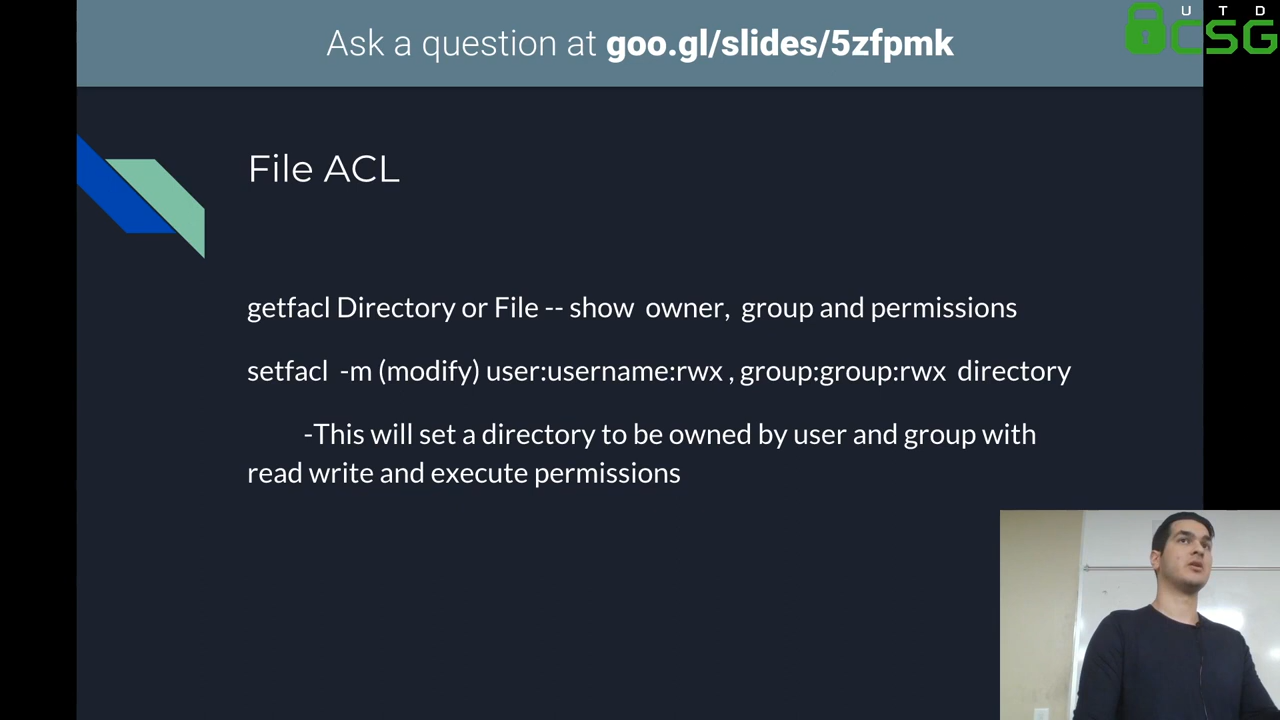 Ask a question at goo.gl/slides/5zfpmk
UTD
CSG
File ACL
getfacl Directory or File -- show owner, group and permissions
setfacl -m (modify) user:username:rwx , group:group:rwx directory
-This will set a directory to be owned by user and group with
read write and execute permissions